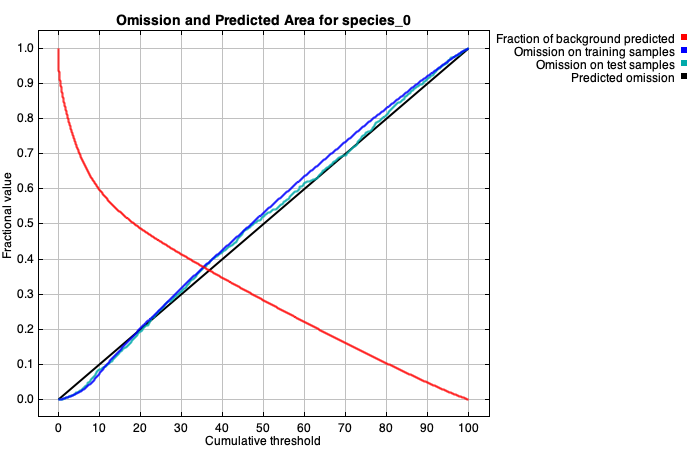 Omission and Predicted Area for species_0
Fraction of background predicted
Omission on training samples
Omission on test samples
Predicted omission
Fractional value
1.0
0.9
0.8
0.7
0.6
0.5
0.4
0.3
0.2
0.1
0.0
0 10 20 30 40 50 60 70 80 90 100
Cumulative threshold